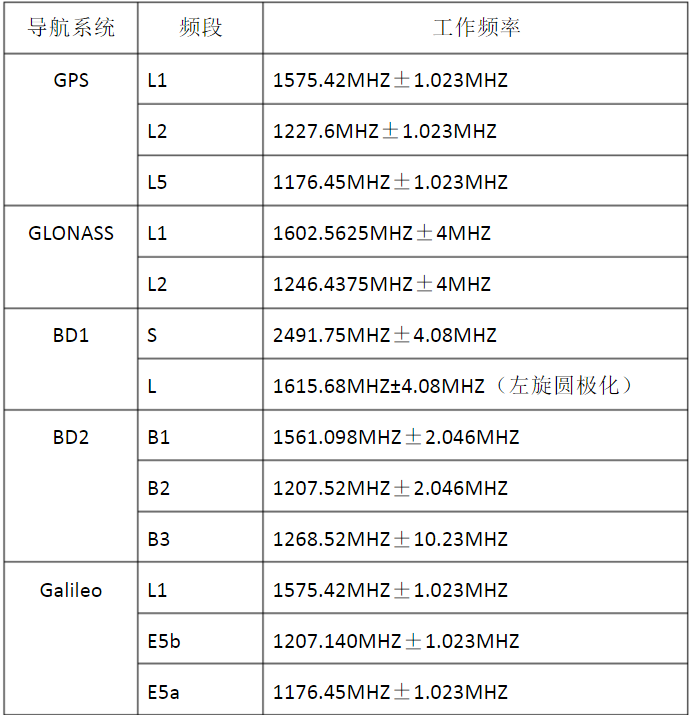 导航系统 频段 工作频率
GPS L1 1575.42MHZ±1.023MHZ
L2 1227.6MHZ±1.023MHZ
L5 1176.45MHZ±1.023MHZ
GLONASS L1 1602.5625MHZ±4MHZ
L2 1246.4375MHZ±4MHZ
BD1 S 2491.75MHZ±4.08MHZ
L 1615.68MHZ±4.08MHZ（左旋圆极化）
BD2 B1 1561.098MHZ±2.046MHZ
B2 1207.52MHZ±2.046MHZ
B3 1268.52MHZ±10.23MHZ
Galileo L1 1575.42MHZ±1.023MHZ
E5b 1207.140MHZ±1.023MHZ
E5a 1176.45MHZ±1.023MHZ